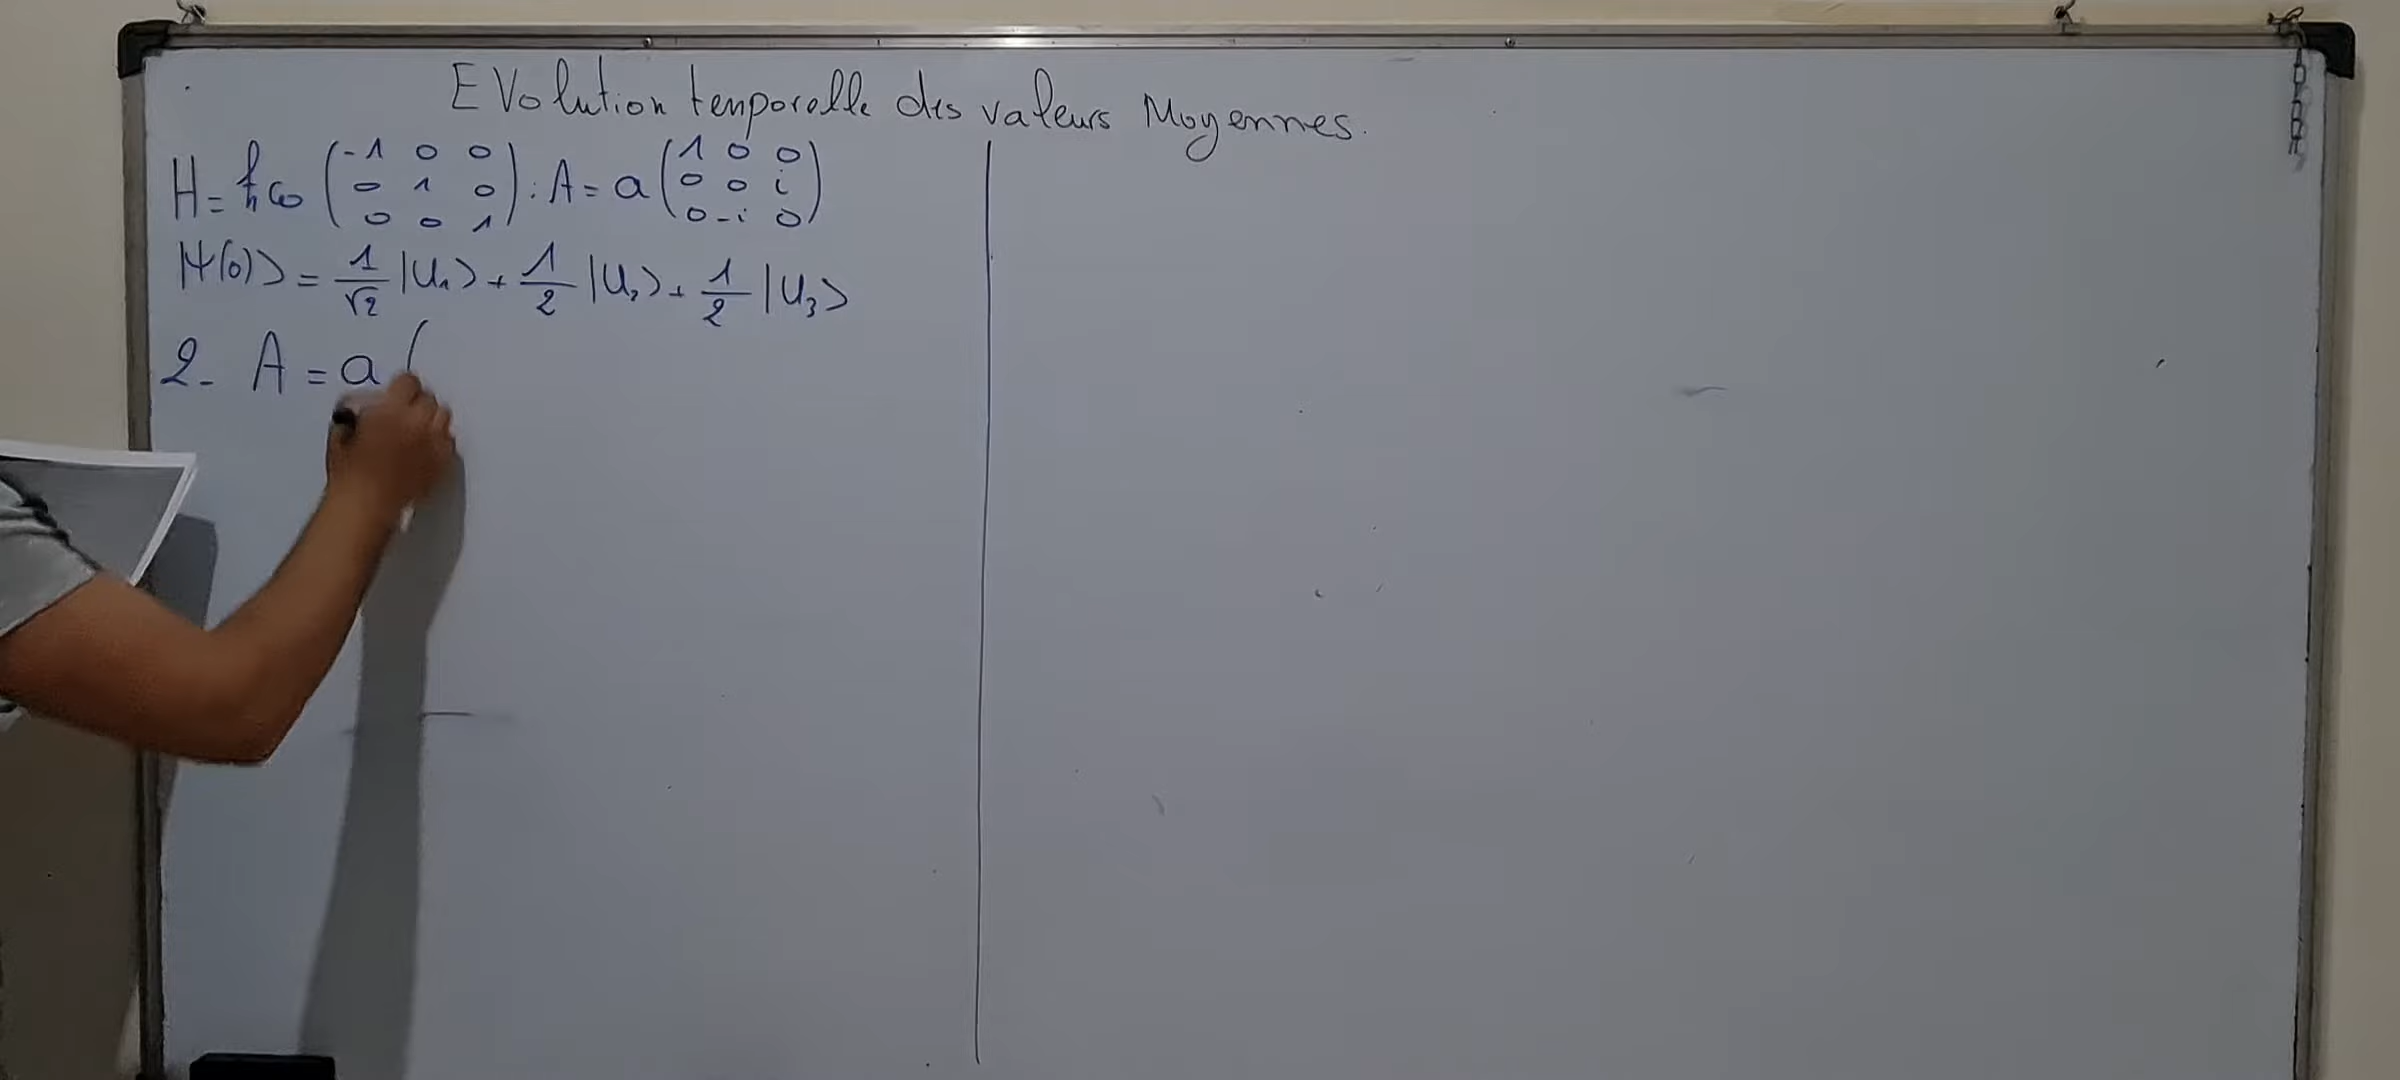 EVolution temporelle des valeurs Moyennes.
H = ħω (-1 0 0; 0 1 0; 0 0 1) : A = a (1 0 0; 0 0 i; 0 -i 0)
|ψ(0)> = 1/√2 |U₁> + 1/2 |U₂> + 1/2 |U₃>
2- A = a (